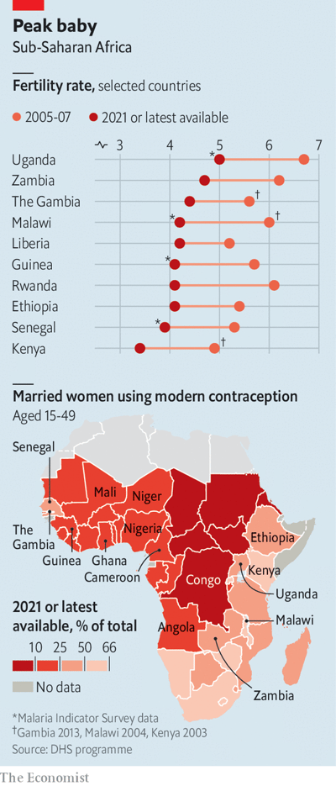 Peak baby
Sub-Saharan Africa
Fertility rate, selected countries
2005-07 2021 or latest available
3 4 5 6 7
Uganda *
Zambia
The Gambia †
Malawi * †
Liberia
Guinea *
Rwanda
Ethiopia
Senegal *
Kenya †
Married women using modern contraception
Aged 15-49
Senegal
Mali
Niger
The
Gambia
Nigeria
Ethiopia
Guinea
Ghana
Cameroon
Kenya
Congo
Uganda
Angola
Malawi
Zambia
2021 or latest
available, % of total
10 25 50 66
No data
*Malaria Indicator Survey data
†Gambia 2013, Malawi 2004, Kenya 2003
Source: DHS programme
The Economist